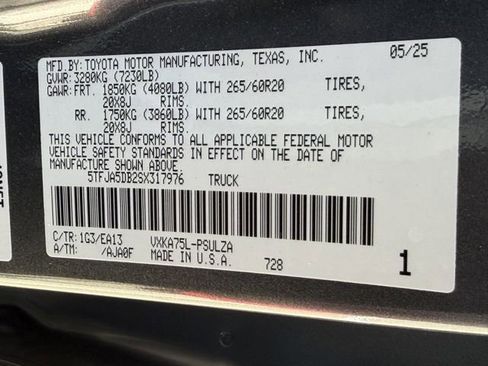 MFD.BY: TOYOTA MOTOR MANUFACTURING, TEXAS, INC. 05/25
GVWR: 3280KG (7230LB)
GAWR: FRT. 1850KG (4080LB) WITH 265/60R20 TIRES,
20X8J RIMS.
RR. 1750KG (3860LB) WITH 265/60R20 TIRES,
20X8J RIMS.
THIS VEHICLE CONFORMS TO ALL APPLICABLE FEDERAL MOTOR
VEHICLE SAFETY STANDARDS IN EFFECT ON THE DATE OF
MANUFACTURE SHOWN ABOVE.
5TFJA5DB2SX317976 TRUCK
C/TR: 1G3/EA13 VXKA75L-PSULZA
A/TM: /AJA0F MADE IN U.S.A. 728 1